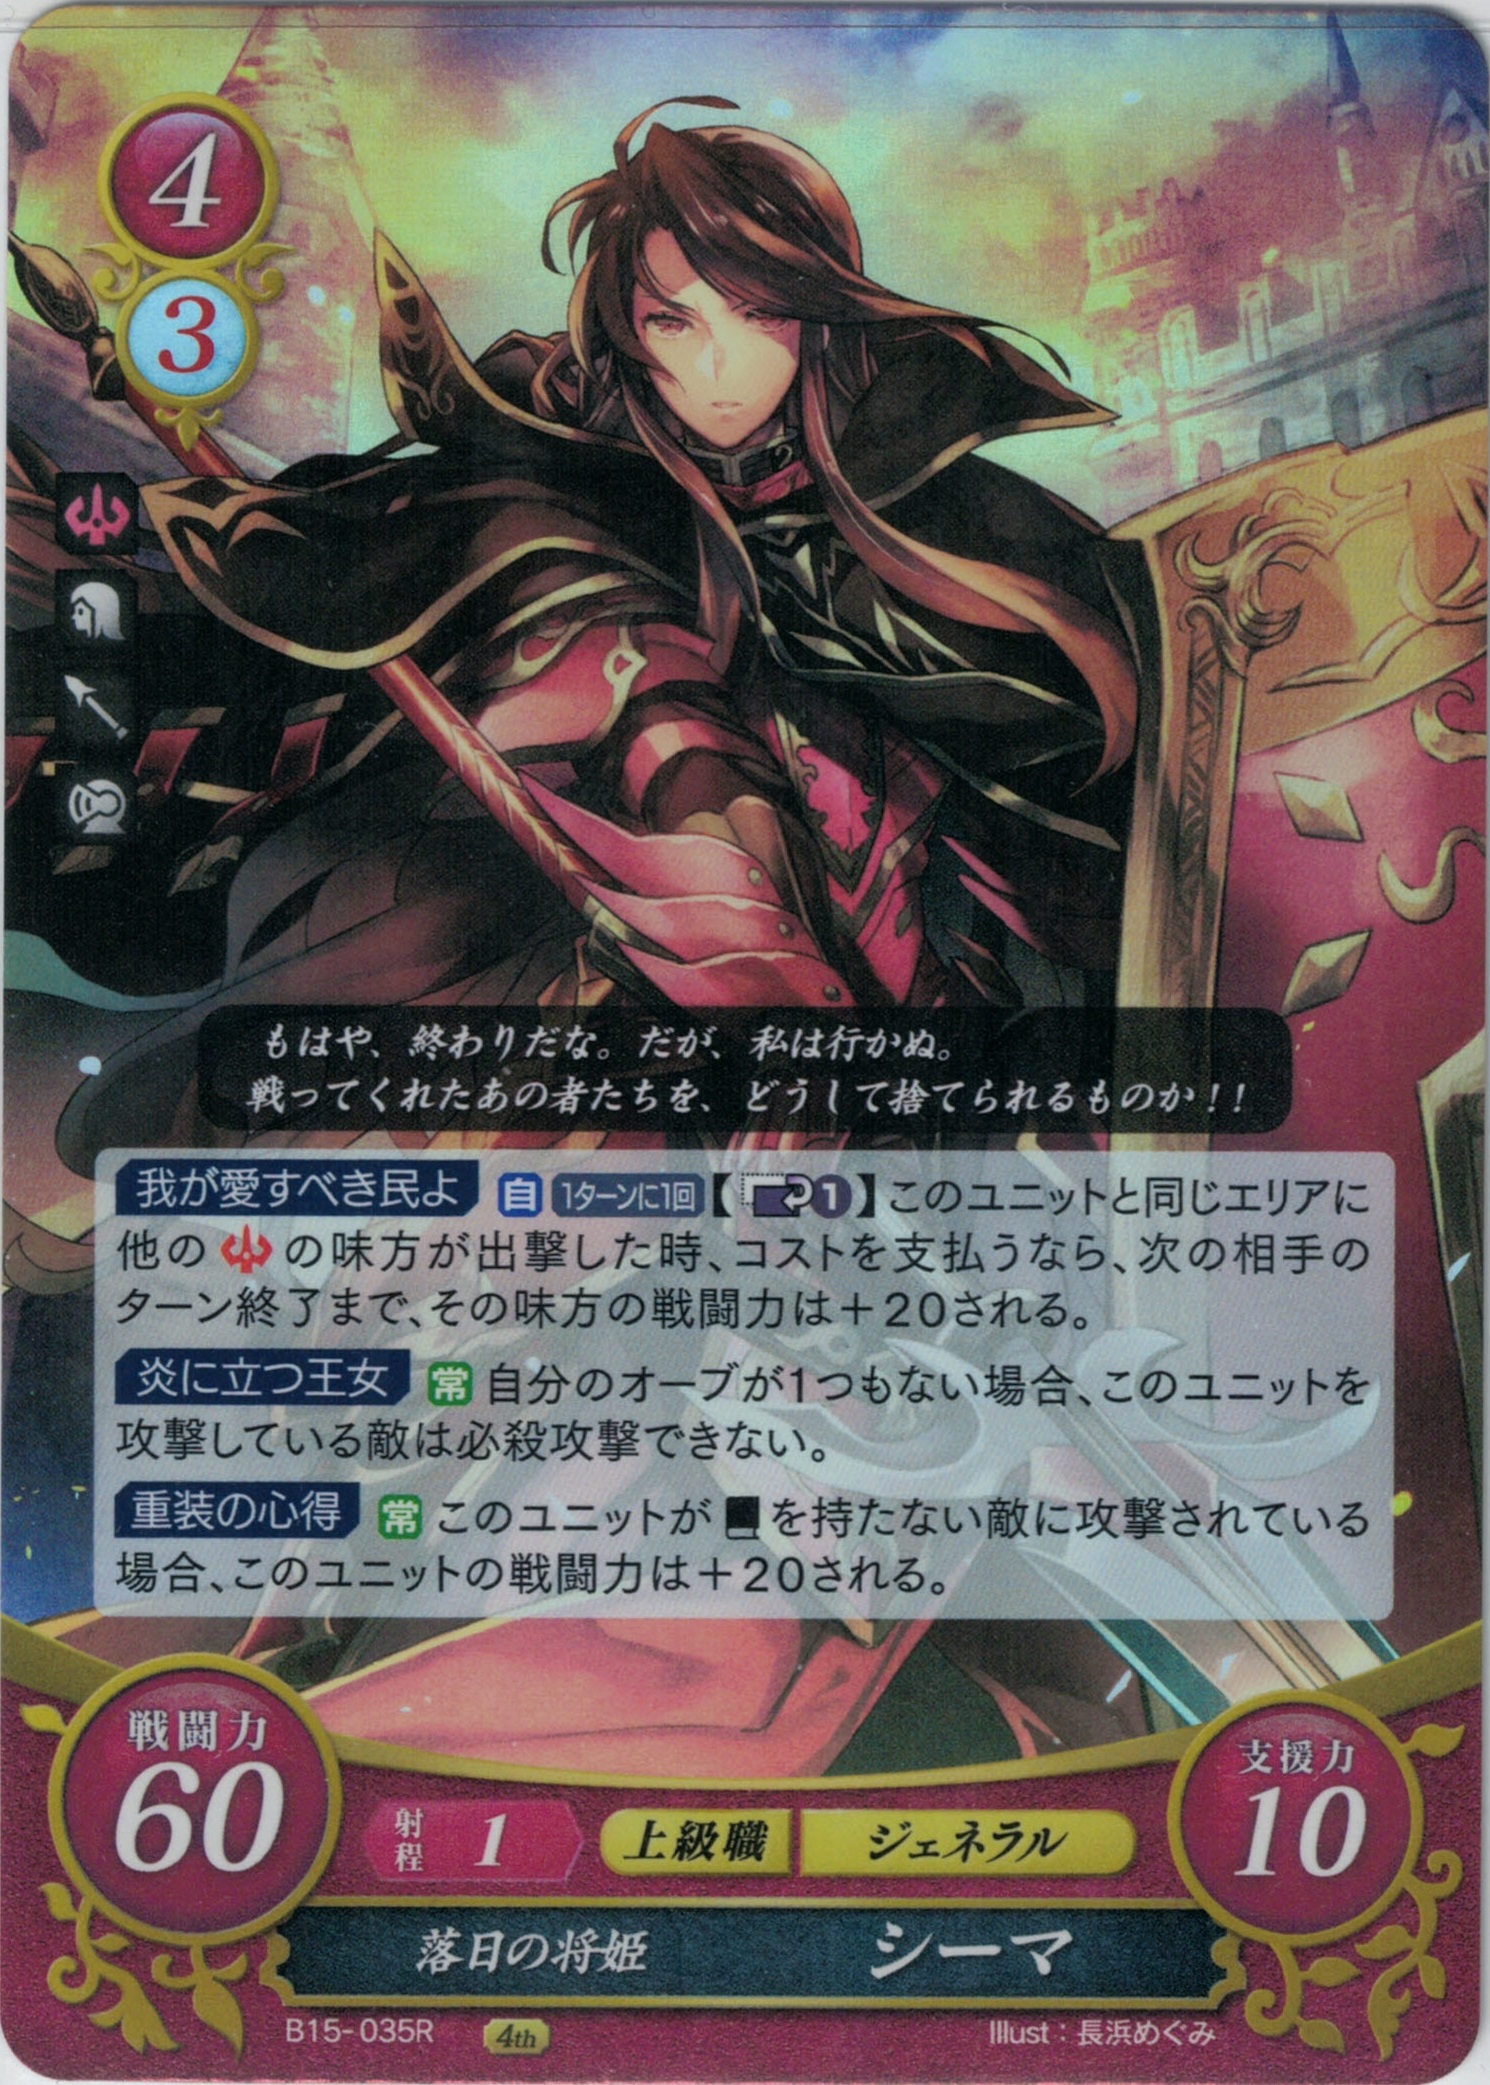 4
3
もはや、終わりだな。だが、私は行かぬ。
戦ってくれたあの者たちを、どうして捨てられるものか!!
我が愛すべき民よ 自 1ターンに1回【1】このユニットと同じエリアに
他の の味方が出撃した時、コストを支払うなら、次の相手の
ターン終了まで、その味方の戦闘力は+20される。
炎に立つ王女 常 自分のオーブが1つもない場合、このユニットを
攻撃している敵は必殺攻撃できない。
重装の心得 常 このユニットが を持たない敵に攻撃されている
場合、このユニットの戦闘力は+20される。
戦闘力
60
射程 1
上級職 ジェネラル
支援力
10
落日の将姫 シーマ
B15-035R 4th Illust:長浜めぐみ